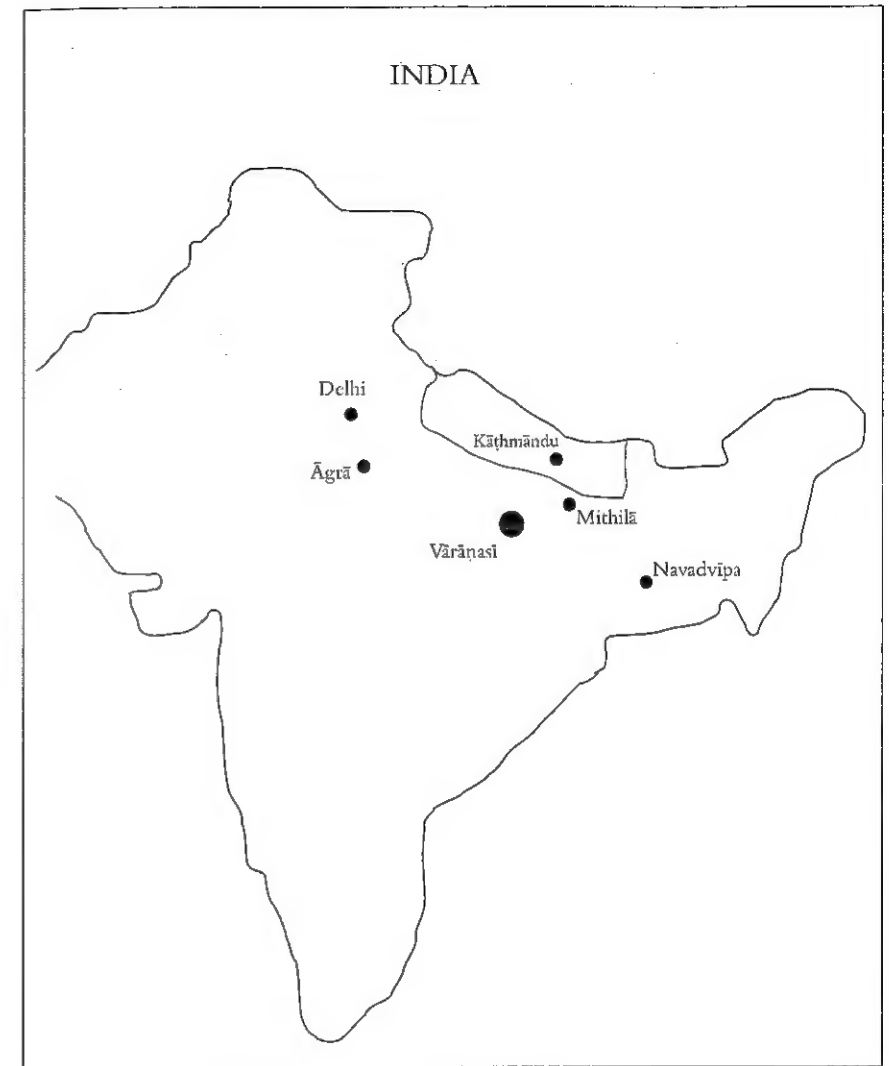 INDIA
Delhi
Āgrā
Kāṭhmāndu
Mithilā
Vārāṇasī
Navadvīpa